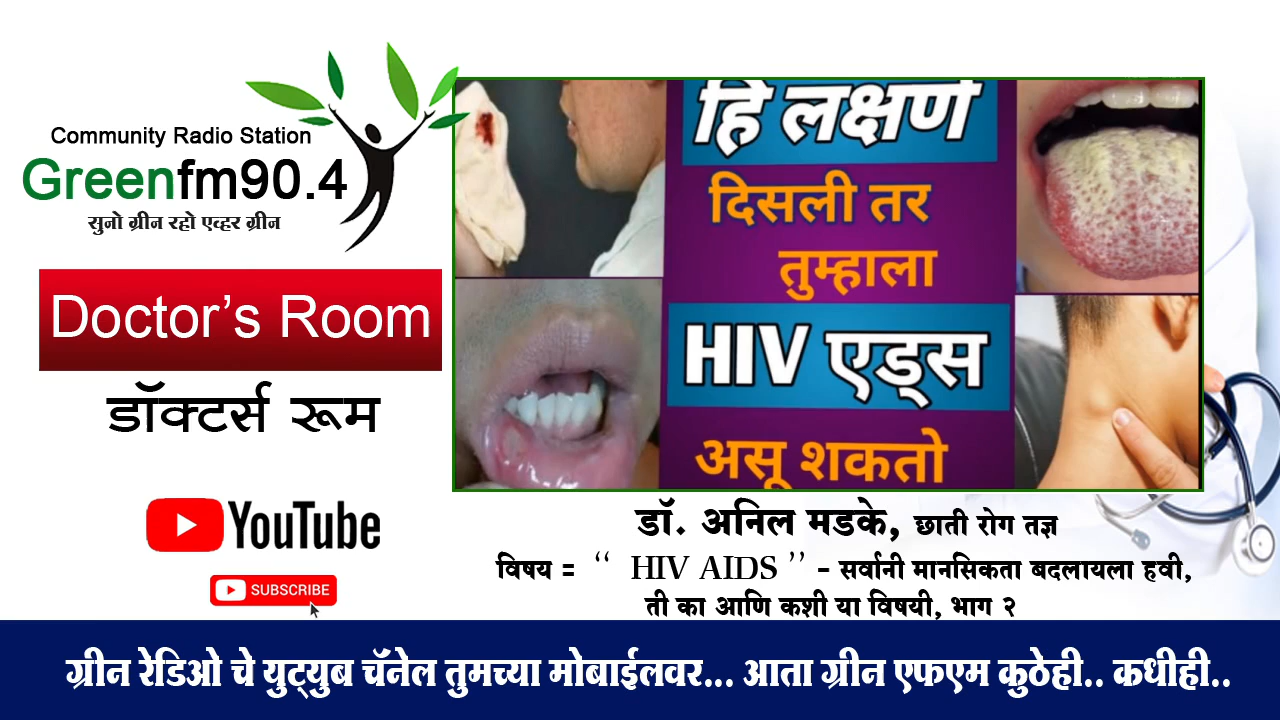 Community Radio Station
Greenfm90.4
सुनो ग्रीन रहो एव्हर ग्रीन
Doctor's Room
डॉक्टर्स रूम
YouTube
SUBSCRIBE
हि लक्षणे
दिसली तर
तुम्हाला
HIV एड्स
असू शकतो
डॉ. अनिल मडके, छाती रोग तज्ञ
विषय = “ HIV AIDS ” - सर्वानी मानसिकता बदलायला हवी,
ती का आणि कशी या विषयी, भाग २
ग्रीन रेडिओ चे युट्युब चॅनेल तुमच्या मोबाईलवर... आता ग्रीन एफएम कुठेही.. कधीही..